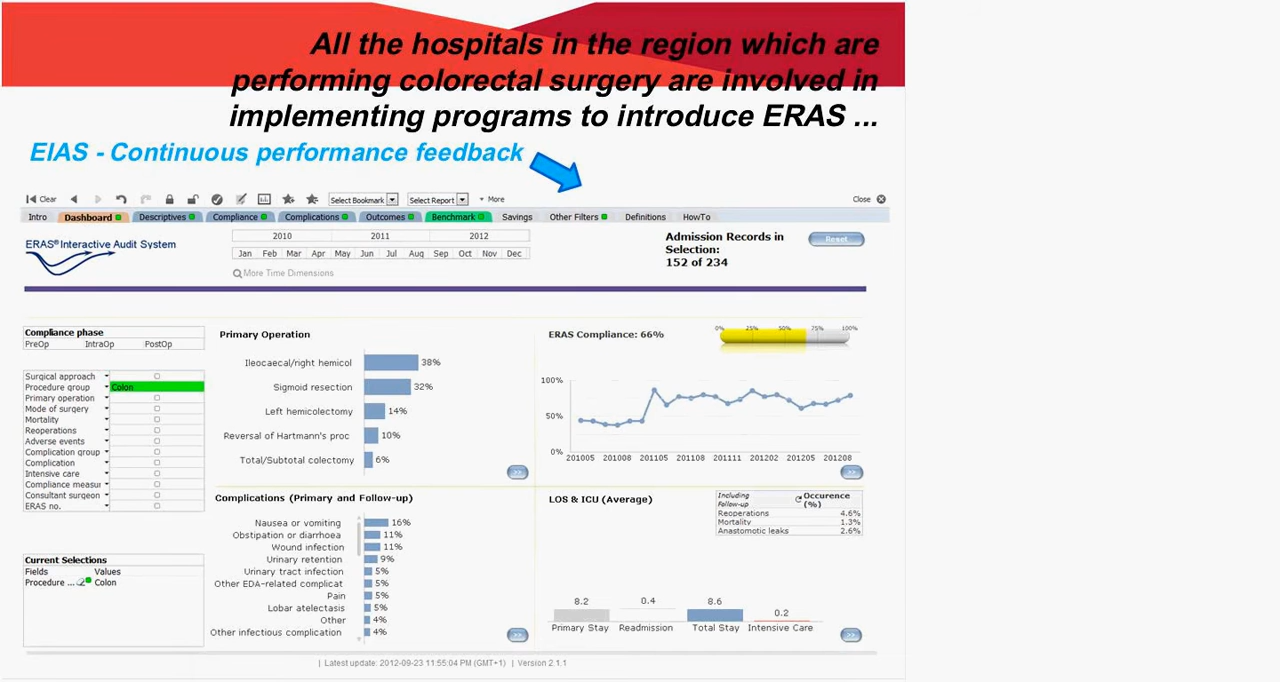 All the hospitals in the region which are
performing colorectal surgery are involved in
implementing programs to introduce ERAS ...
EIAS - Continuous performance feedback
Clear
Select Bookmark
Select Report
More
Close
Intro Dashboard Descriptives Compliance Complications Outcomes Benchmark Savings Other Filters Definitions HowTo
ERAS® Interactive Audit System
2010 2011 2012
Jan Feb Mar Apr May Jun Jul Aug Sep Oct Nov Dec
More Time Dimensions
Admission Records in
Selection:
152 of 234
Reset
Compliance phase
PreOp IntraOp PostOp
Surgical approach
Procedure group Colon
Primary operation
Mode of surgery
Mortality
Reoperations
Adverse events
Complication group
Complication
Intensive care
Compliance measur
Consultant surgeon
ERAS no.
Current Selections
Fields Values
Procedure ... Colon
Primary Operation
Ileocaecal/right hemicol 38%
Sigmoid resection 32%
Left hemicolectomy 14%
Reversal of Hartmann's proc 10%
Total/Subtotal colectomy 6%
>>
ERAS Compliance: 66%
0% 25% 50% 75% 100%
100%
50%
0%
201005 201008 201105 201108 201111 201202 201205 201208
>>
Complications (Primary and Follow-up)
Nausea or vomiting 16%
Obstipation or diarrhoea 11%
Wound infection 11%
Urinary retention 9%
Urinary tract infection 5%
Other EDA-related complicat 5%
Pain 5%
Lobar atelectasis 5%
Other 4%
Other infectious complication 4%
>>
LOS & ICU (Average)
Including
Follow-up
Occurence
(%)
Reoperations 4.6%
Mortality 1.3%
Anastomotic leaks 2.6%
8.2 0.4 8.6 0.2
Primary Stay Readmission Total Stay Intensive Care
>>
| Latest update: 2012-09-23 11:55:04 PM (GMT+1) | Version 2.1.1